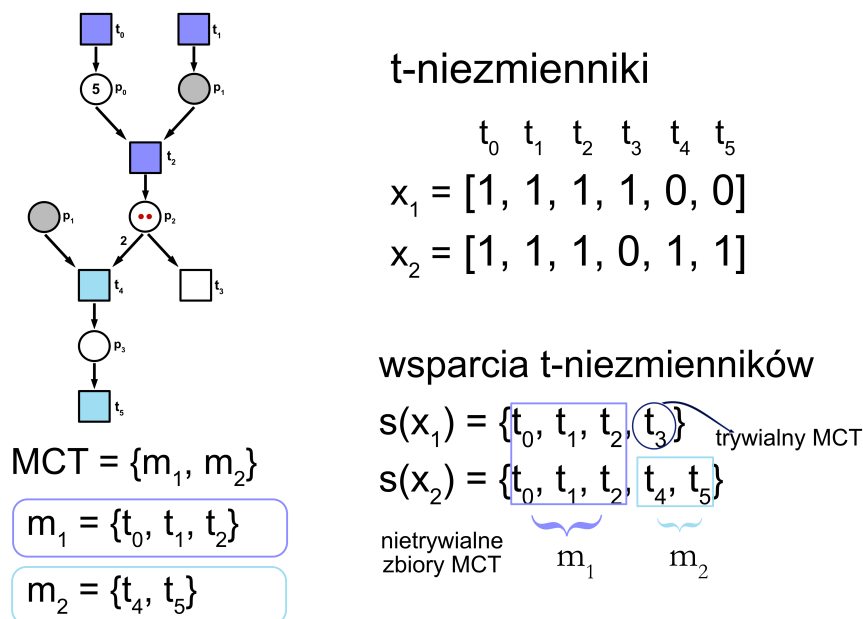 t0 t1
5 p0 p1
t2
p1 p2
2
t4 t3
p3
t5
MCT = {m1, m2}
m1 = {t0, t1, t2}
m2 = {t4, t5}
t-niezmienniki
t0 t1 t2 t3 t4 t5
x1 = [1, 1, 1, 1, 0, 0]
x2 = [1, 1, 1, 0, 1, 1]
wsparcia t-niezmienników
s(x1) = {t0, t1, t2, t3}
trywialny MCT
s(x2) = {t0, t1, t2, t4, t5}
nietrywialne
zbiory MCT
m1 m2